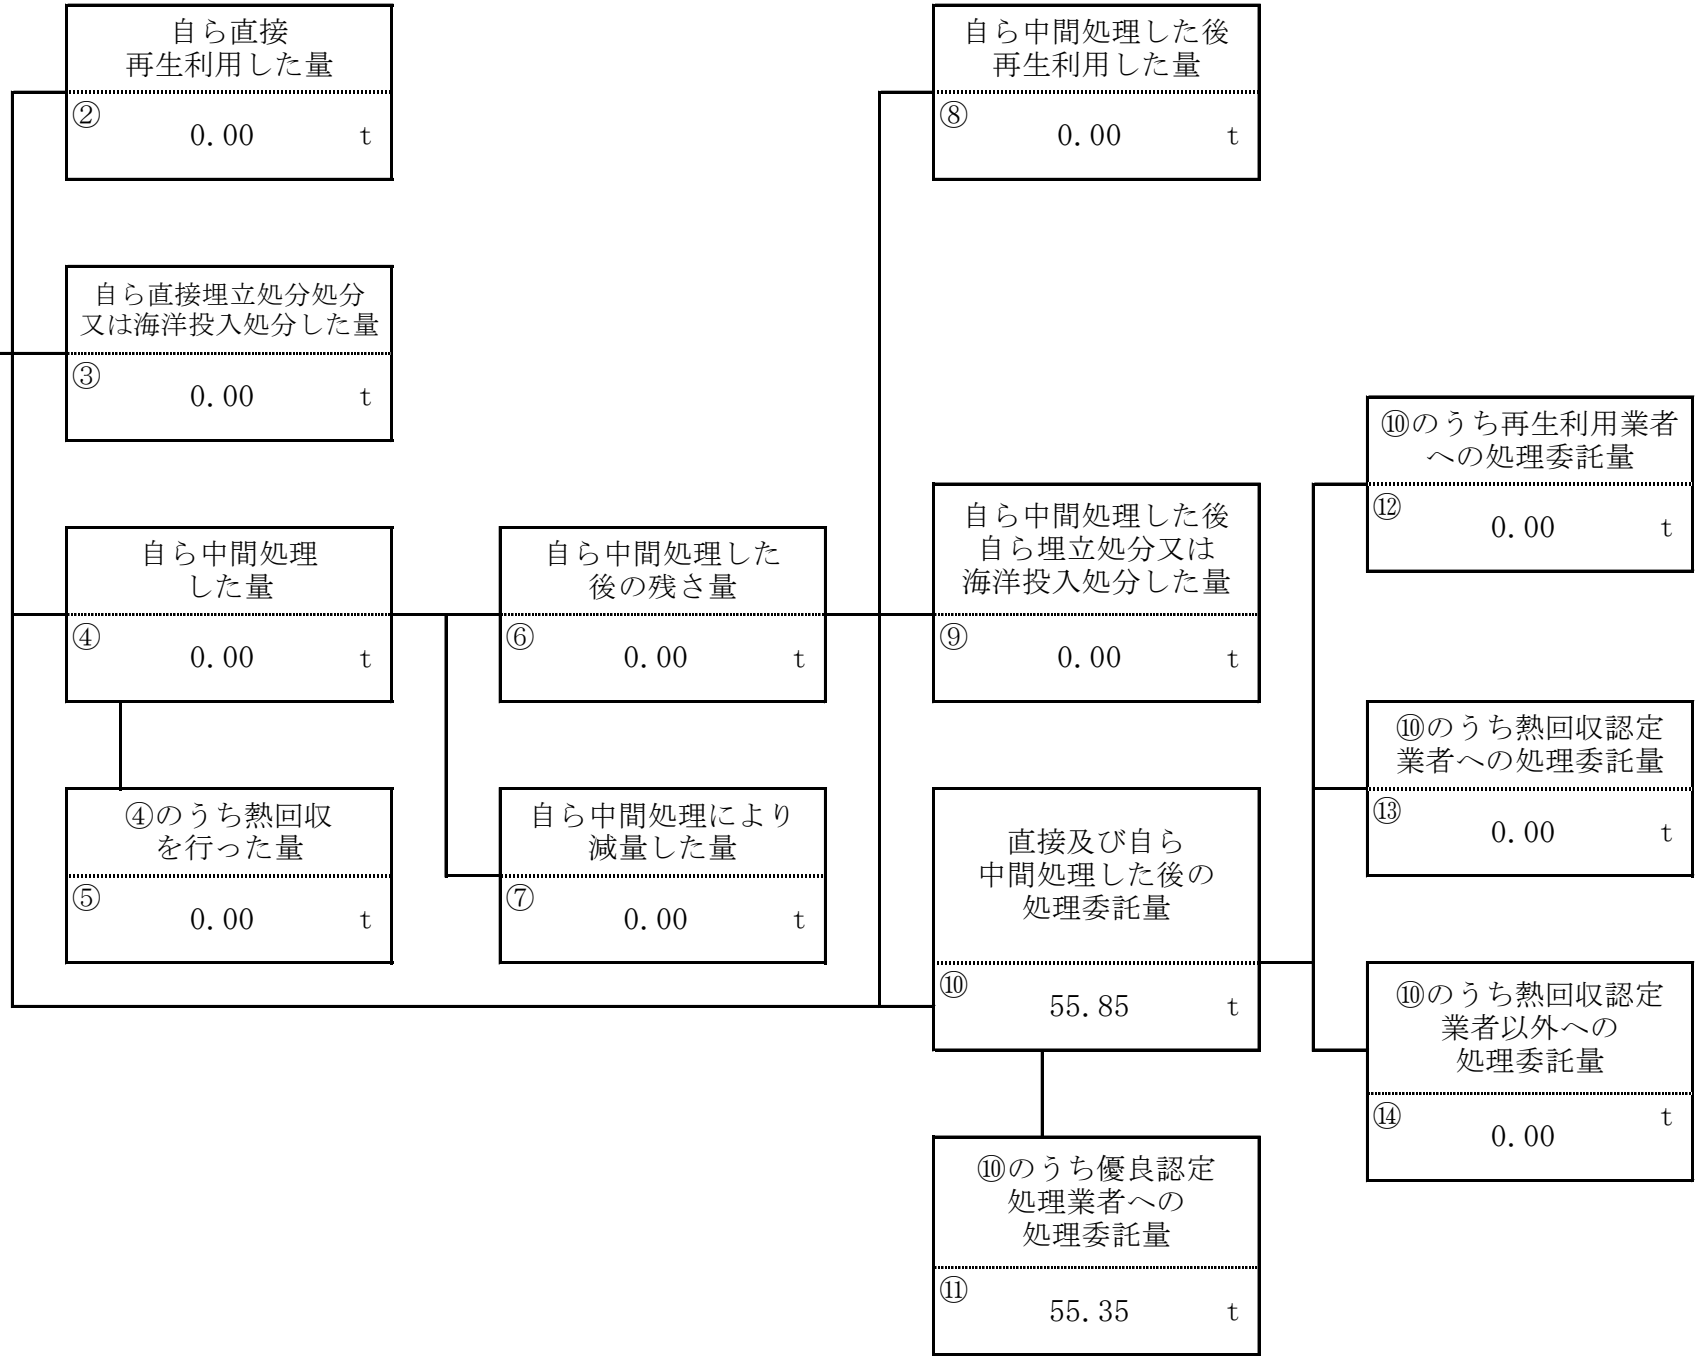 自ら直接
再生利用した量
②
0.00 t
自ら直接埋立処分処分
又は海洋投入処分した量
③
0.00 t
自ら中間処理
した量
④
0.00 t
④のうち熱回収
を行った量
⑤
0.00 t
自ら中間処理した
後の残さ量
⑥
0.00 t
自ら中間処理により
減量した量
⑦
0.00 t
自ら中間処理した後
再生利用した量
⑧
0.00 t
自ら中間処理した後
自ら埋立処分又は
海洋投入処分した量
⑨
0.00 t
直接及び自ら
中間処理した後の
処理委託量
⑩
55.85 t
⑩のうち優良認定
処理業者への
処理委託量
⑪
55.35 t
⑩のうち再生利用業者
への処理委託量
⑫
0.00 t
⑩のうち熱回収認定
業者への処理委託量
⑬
0.00 t
⑩のうち熱回収認定
業者以外への
処理委託量
⑭
0.00 t